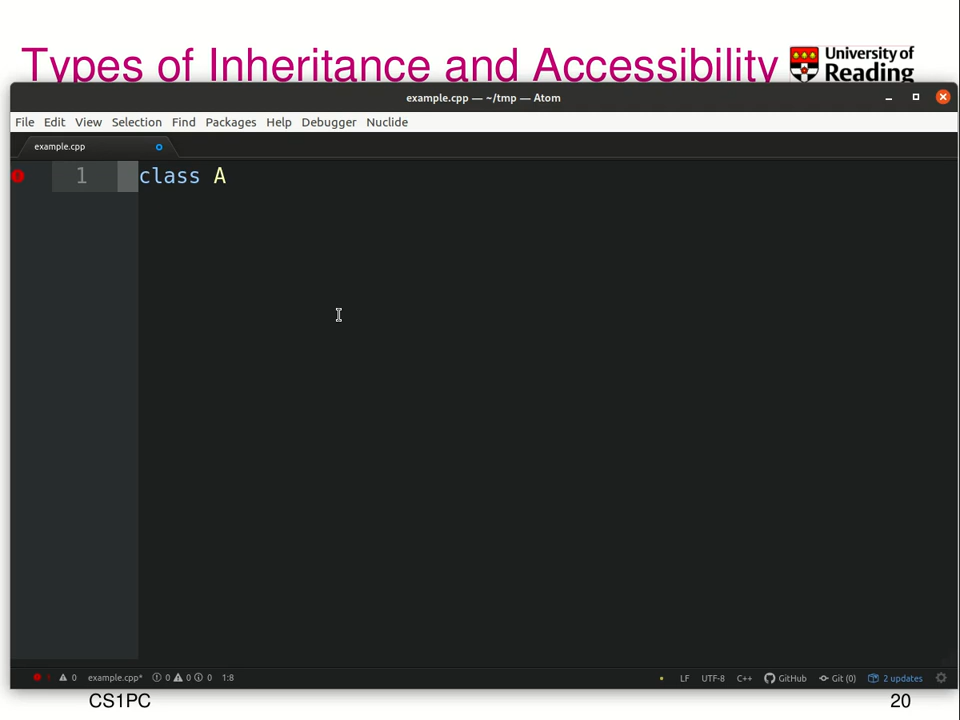 Types of Inheritance and Accessibility
University of
Reading
example.cpp — ~/tmp — Atom
File Edit View Selection Find Packages Help Debugger Nuclide
example.cpp
1 class A
0 example.cpp* 0 0 0 1:8
LF UTF-8 C++ GitHub Git (0) 2 updates
CS1PC
20